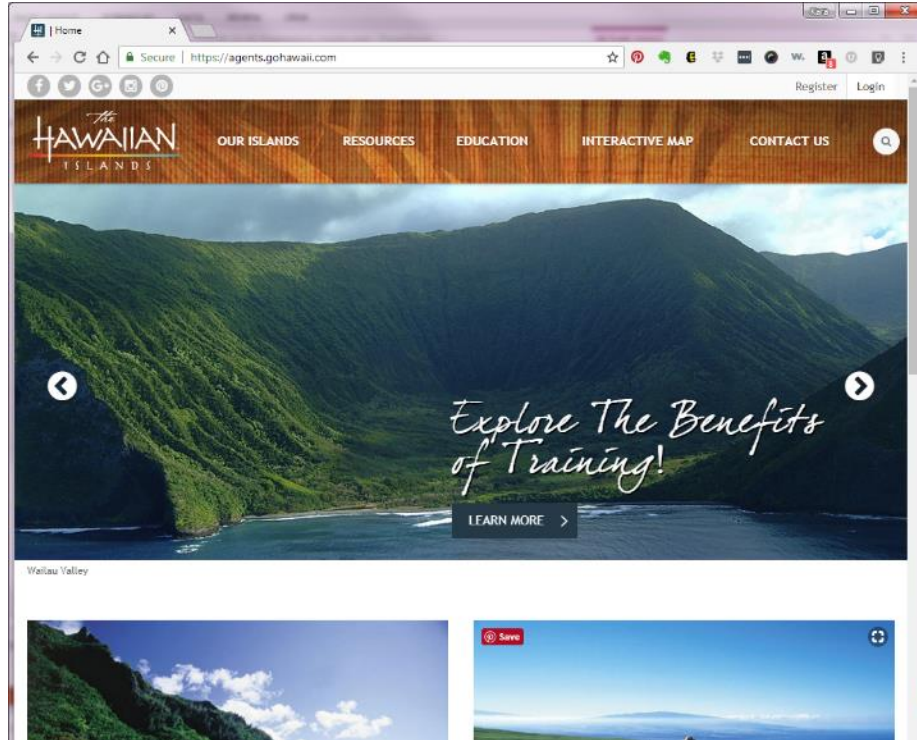 | Home
Secure | https://agents.gohawaii.com
Register Login
The
HAWAIIAN
ISLANDS
OUR ISLANDS RESOURCES EDUCATION INTERACTIVE MAP CONTACT US
Explore The Benefits
of Training!
LEARN MORE >
Wailau Valley
Save